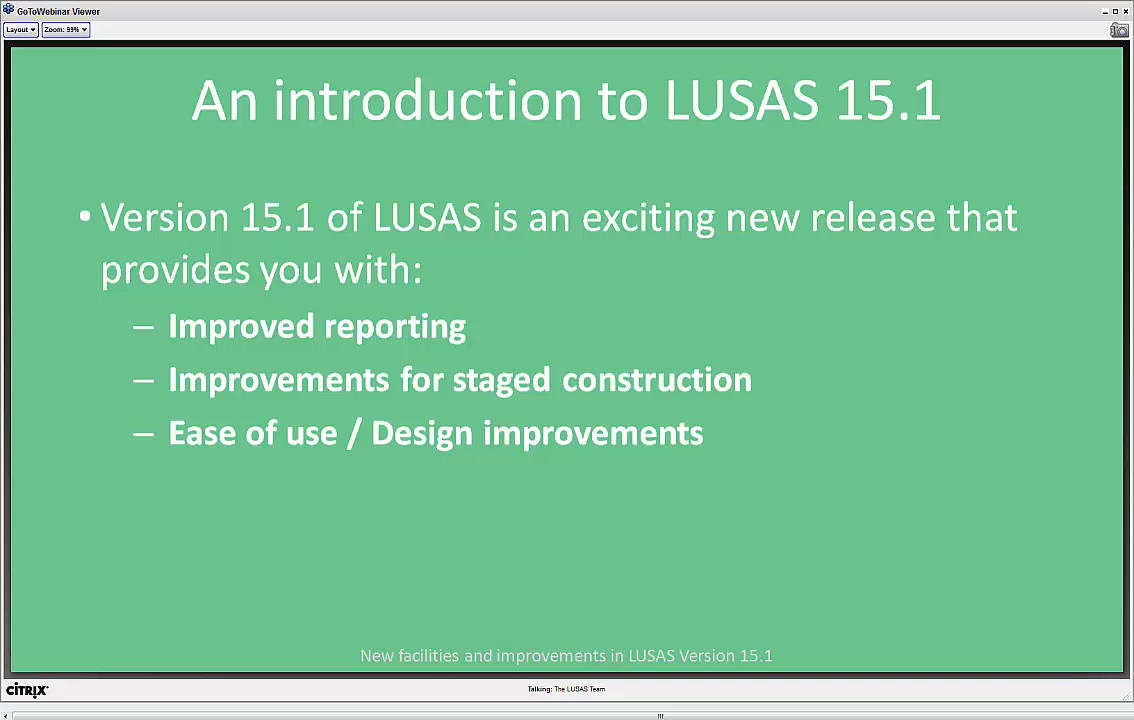 GoToWebinar Viewer
Layout
Zoom: 99%
An introduction to LUSAS 15.1
• Version 15.1 of LUSAS is an exciting new release that
provides you with:
– Improved reporting
– Improvements for staged construction
– Ease of use / Design improvements
New facilities and improvements in LUSAS Version 15.1
CITRIX
Talking: The LUSAS Team